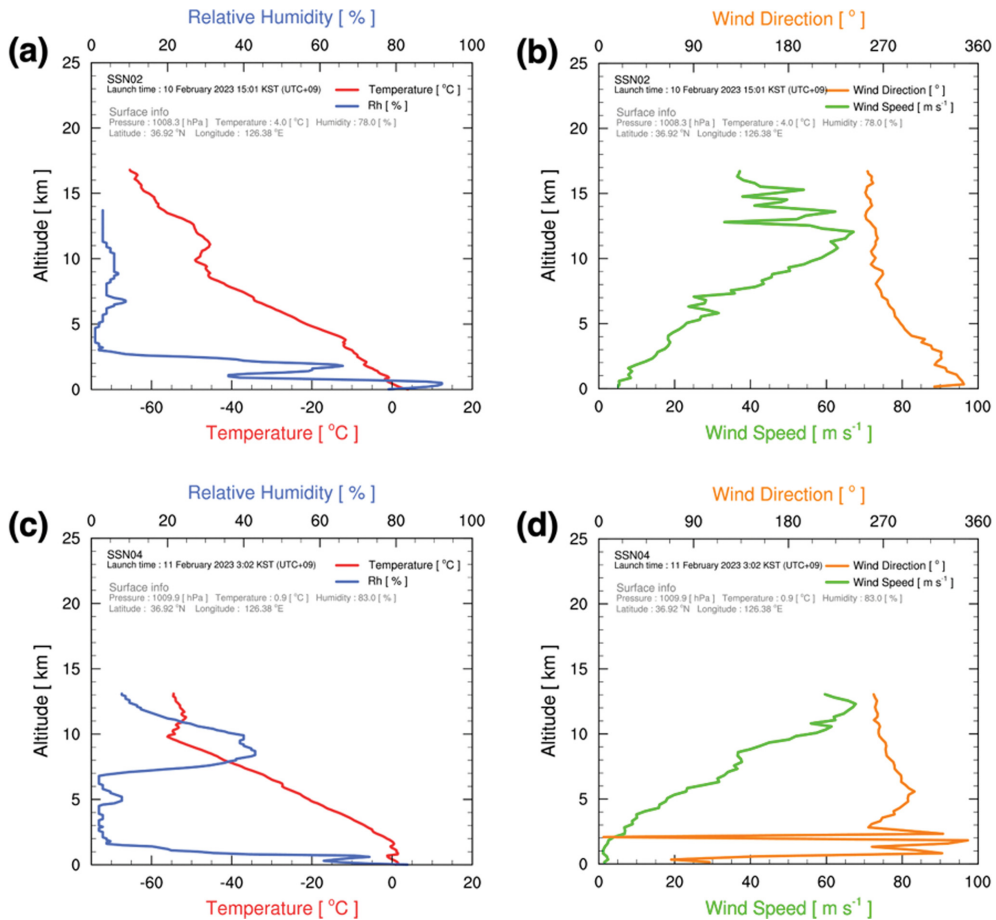 Relative Humidity [ % ]
Wind Direction [ ° ]
(a)
0 20 40 60 80 100
(b)
0 90 180 270 360
25
SSN02
Launch time : 10 February 2023 15:01 KST (UTC+09)
Temperature [ °C ]
Rh [ % ]
Surface info
Pressure : 1008.3 [ hPa ] Temperature : 4.0 [ °C ] Humidity : 78.0 [ % ]
Latitude : 36.92 °N Longitude : 126.38 °E
20
15
10
5
0
Altitude [ km ]
-60 -40 -20 0 20
Temperature [ °C ]
25
SSN02
Launch time : 10 February 2023 15:01 KST (UTC+09)
Wind Direction [ ° ]
Wind Speed [ m s⁻¹ ]
Surface info
Pressure : 1008.3 [ hPa ] Temperature : 4.0 [ °C ] Humidity : 78.0 [ % ]
Latitude : 36.92 °N Longitude : 126.38 °E
20
15
10
5
0
Altitude [ km ]
0 20 40 60 80 100
Wind Speed [ m s⁻¹ ]
Relative Humidity [ % ]
Wind Direction [ ° ]
(c)
0 20 40 60 80 100
(d)
0 90 180 270 360
25
SSN04
Launch time : 11 February 2023 3:02 KST (UTC+09)
Temperature [ °C ]
Rh [ % ]
Surface info
Pressure : 1009.9 [ hPa ] Temperature : 0.9 [ °C ] Humidity : 83.0 [ % ]
Latitude : 36.92 °N Longitude : 126.38 °E
20
15
10
5
0
Altitude [ km ]
-60 -40 -20 0 20
Temperature [ °C ]
25
SSN04
Launch time : 11 February 2023 3:02 KST (UTC+09)
Wind Direction [ ° ]
Wind Speed [ m s⁻¹ ]
Surface info
Pressure : 1009.9 [ hPa ] Temperature : 0.9 [ °C ] Humidity : 83.0 [ % ]
Latitude : 36.92 °N Longitude : 126.38 °E
20
15
10
5
0
Altitude [ km ]
0 20 40 60 80 100
Wind Speed [ m s⁻¹ ]